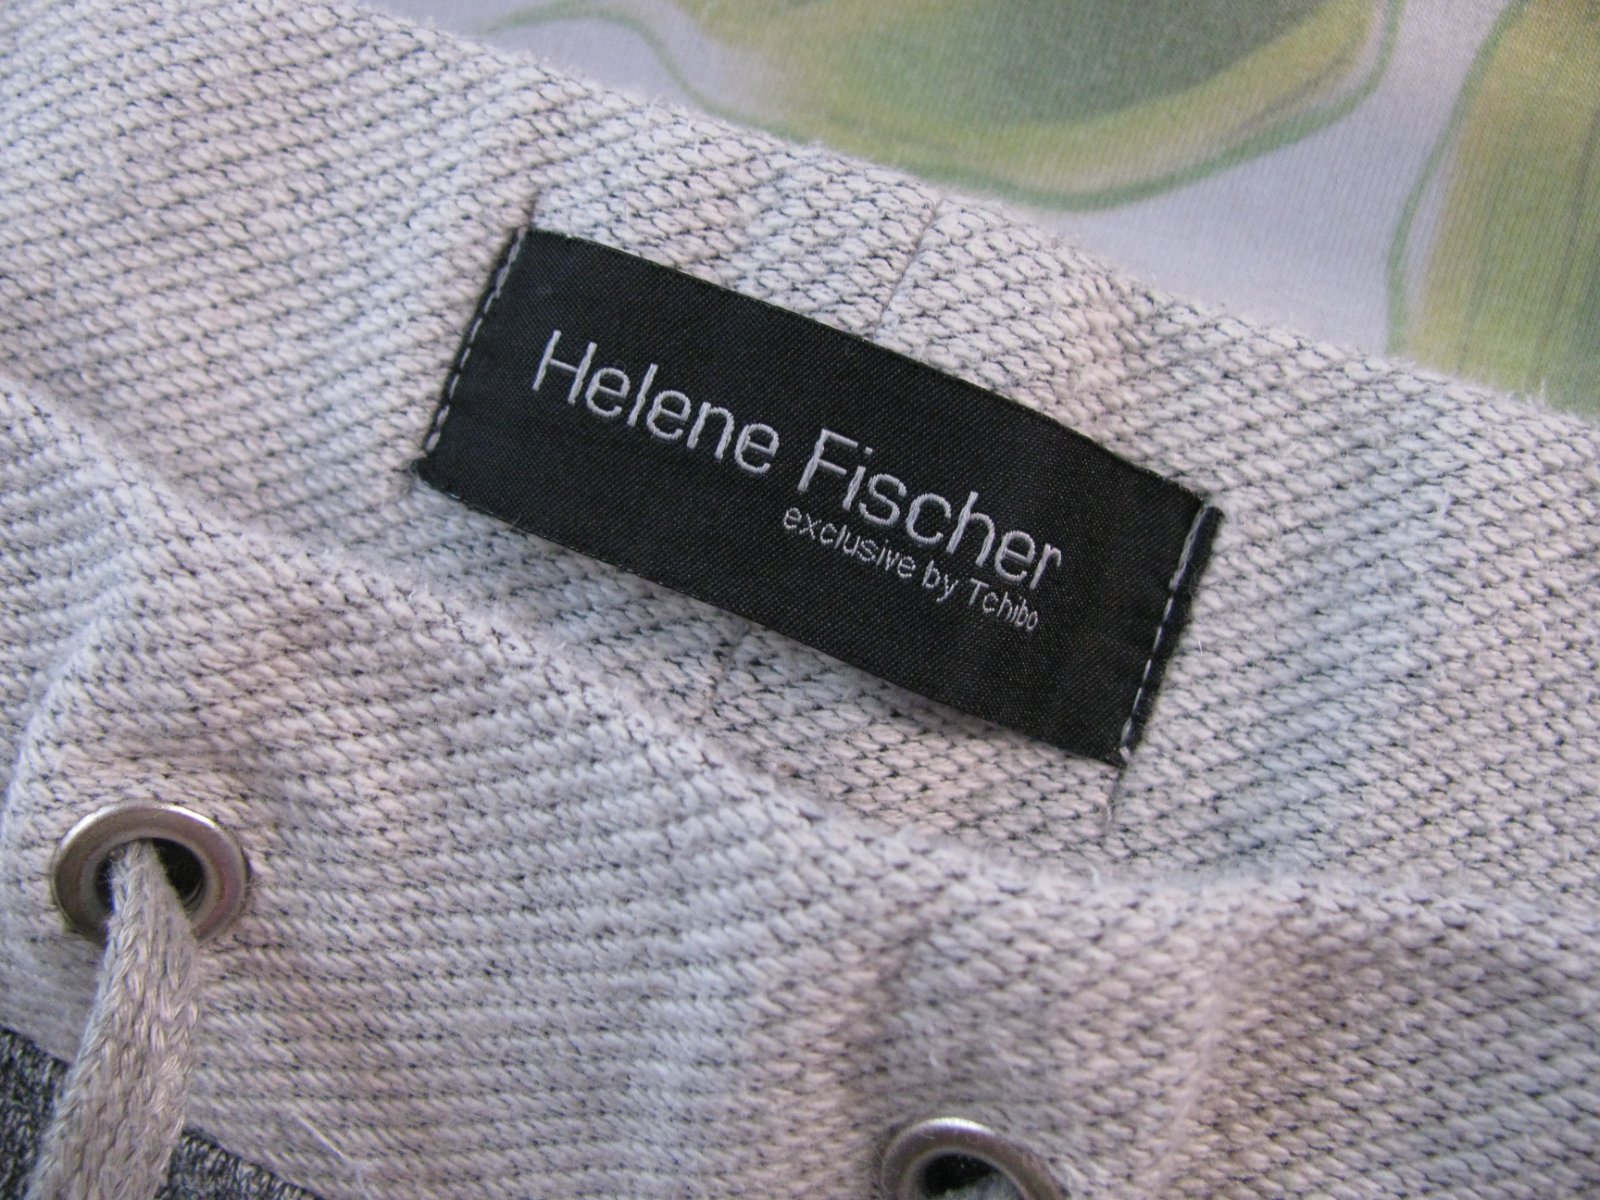 Helene Fischer
exclusive by Tchibo